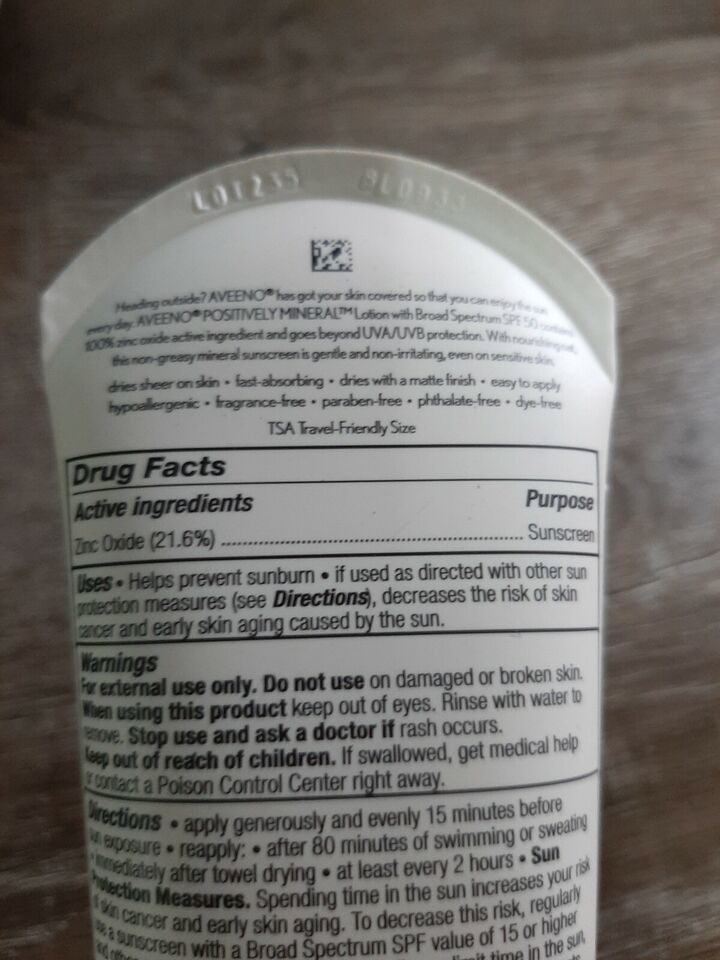 LOT235
Heading outside? AVEENO® has got your skin covered so that you can enjoy the sun
every day. AVEENO® POSITIVELY MINERAL™ Lotion with Broad Spectrum SPF 50 contains
100% zinc oxide active ingredient and goes beyond UVA/UVB protection. With nourishing oat,
this non-greasy mineral sunscreen is gentle and non-irritating, even on sensitive skin.
dries sheer on skin • fast-absorbing • dries with a matte finish • easy to apply
hypoallergenic • fragrance-free • paraben-free • phthalate-free • dye-free
TSA Travel-Friendly Size
Drug Facts
Active ingredients Purpose
Zinc Oxide (21.6%) ........ Sunscreen
Uses • Helps prevent sunburn • if used as directed with other sun
protection measures (see Directions), decreases the risk of skin
cancer and early skin aging caused by the sun.
Warnings
For external use only. Do not use on damaged or broken skin.
When using this product keep out of eyes. Rinse with water to
remove. Stop use and ask a doctor if rash occurs.
Keep out of reach of children. If swallowed, get medical help
or contact a Poison Control Center right away.
Directions • apply generously and evenly 15 minutes before
sun exposure • reapply: • after 80 minutes of swimming or sweating
• immediately after towel drying • at least every 2 hours • Sun
Protection Measures. Spending time in the sun increases your risk
of skin cancer and early skin aging. To decrease this risk, regularly
use a sunscreen with a Broad Spectrum SPF value of 15 or higher
and other limit time in the sun,